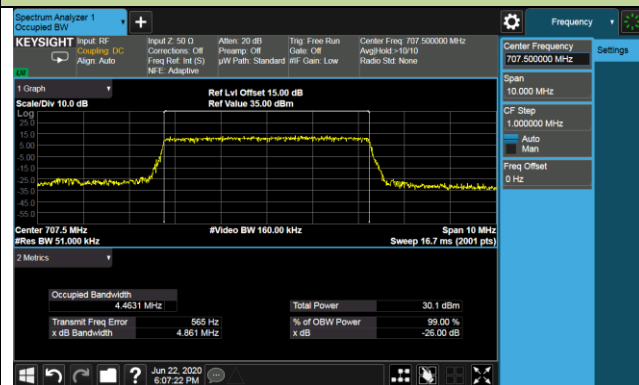 Spectrum Analyzer 1
Occupied BW
+
Frequency
KEYSIGHT Input: RF
Coupling: DC
Align: Auto
Input Z: 50 Ω
Corrections: Off
Freq Ref: Int (S)
NFE: Adaptive
Atten: 20 dB
Preamp: Off
µW Path: Standard
Trig: Free Run
Gate: Off
#IF Gain: Low
Center Freq: 707.500000 MHz
Avg|Hold:>10/10
Radio Std: None
Center Frequency
707.500000 MHz
Settings
Span
10.000 MHz
CF Step
1.000000 MHz
Auto
Man
Freq Offset
0 Hz
1 Graph
Scale/Div 10.0 dB
Ref Lvl Offset 15.00 dB
Ref Value 35.00 dBm
Log
25.0
15.0
5.00
-5.00
-15.0
-25.0
-35.0
-45.0
-55.0
Center 707.5 MHz
#Res BW 51.000 kHz
#Video BW 160.00 kHz
Span 10 MHz
Sweep 16.7 ms (2001 pts)
2 Metrics
Occupied Bandwidth
4.4631 MHz
Total Power 30.1 dBm
Transmit Freq Error 565 Hz
% of OBW Power 99.00 %
x dB Bandwidth 4.861 MHz
x dB -26.00 dB
?
Jun 22, 2020
6:07:22 PM